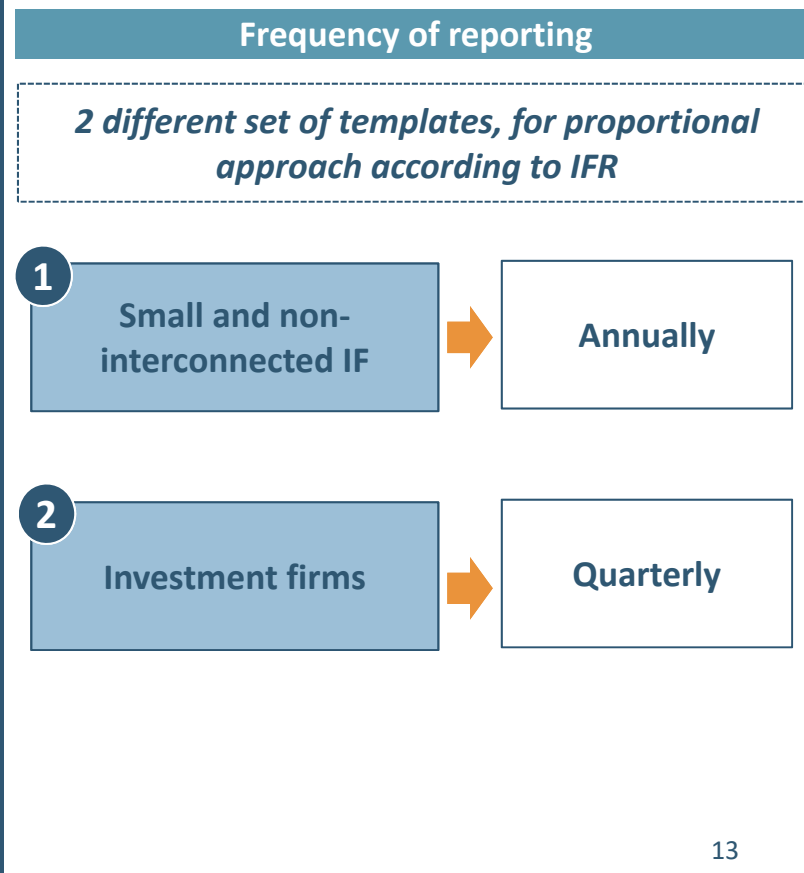 Frequency of reporting
2 different set of templates, for proportional
approach according to IFR
1
Small and non-
interconnected IF
Annually
2
Investment firms
Quarterly
13